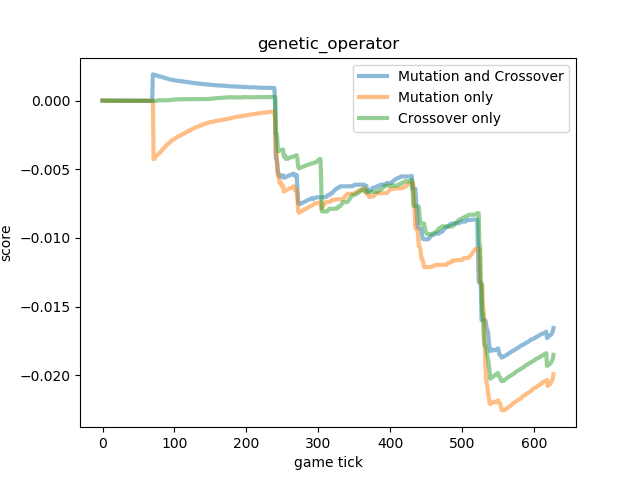 genetic_operator
Mutation and Crossover
Mutation only
Crossover only
0.000
−0.005
−0.010
−0.015
−0.020
score
0 100 200 300 400 500 600
game tick